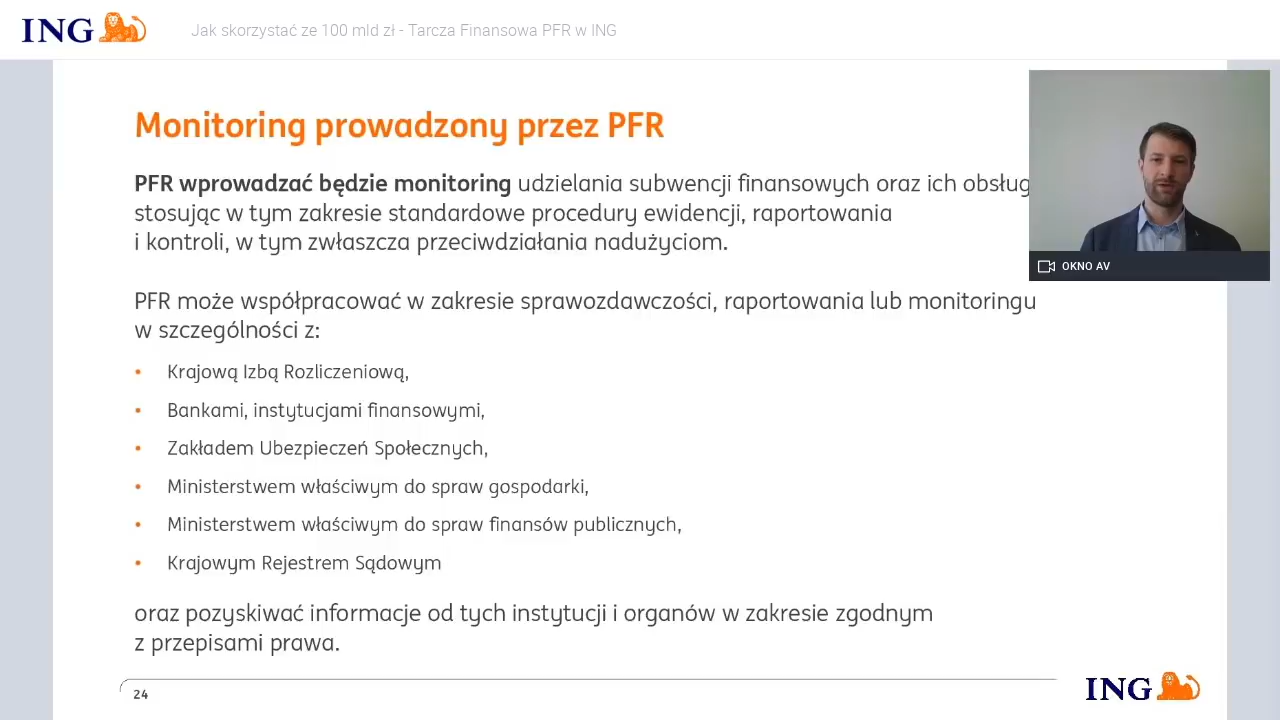 ING
Jak skorzystać ze 100 mld zł - Tarcza Finansowa PFR w ING
Monitoring prowadzony przez PFR
PFR wprowadzać będzie monitoring udzielania subwencji finansowych oraz ich obsług
stosując w tym zakresie standardowe procedury ewidencji, raportowania
i kontroli, w tym zwłaszcza przeciwdziałania nadużyciom.
OKNO AV
PFR może współpracować w zakresie sprawozdawczości, raportowania lub monitoringu
w szczególności z:
• Krajową Izbą Rozliczeniową,
• Bankami, instytucjami finansowymi,
• Zakładem Ubezpieczeń Społecznych,
• Ministerstwem właściwym do spraw gospodarki,
• Ministerstwem właściwym do spraw finansów publicznych,
• Krajowym Rejestrem Sądowym
oraz pozyskiwać informacje od tych instytucji i organów w zakresie zgodnym
z przepisami prawa.
24
ING